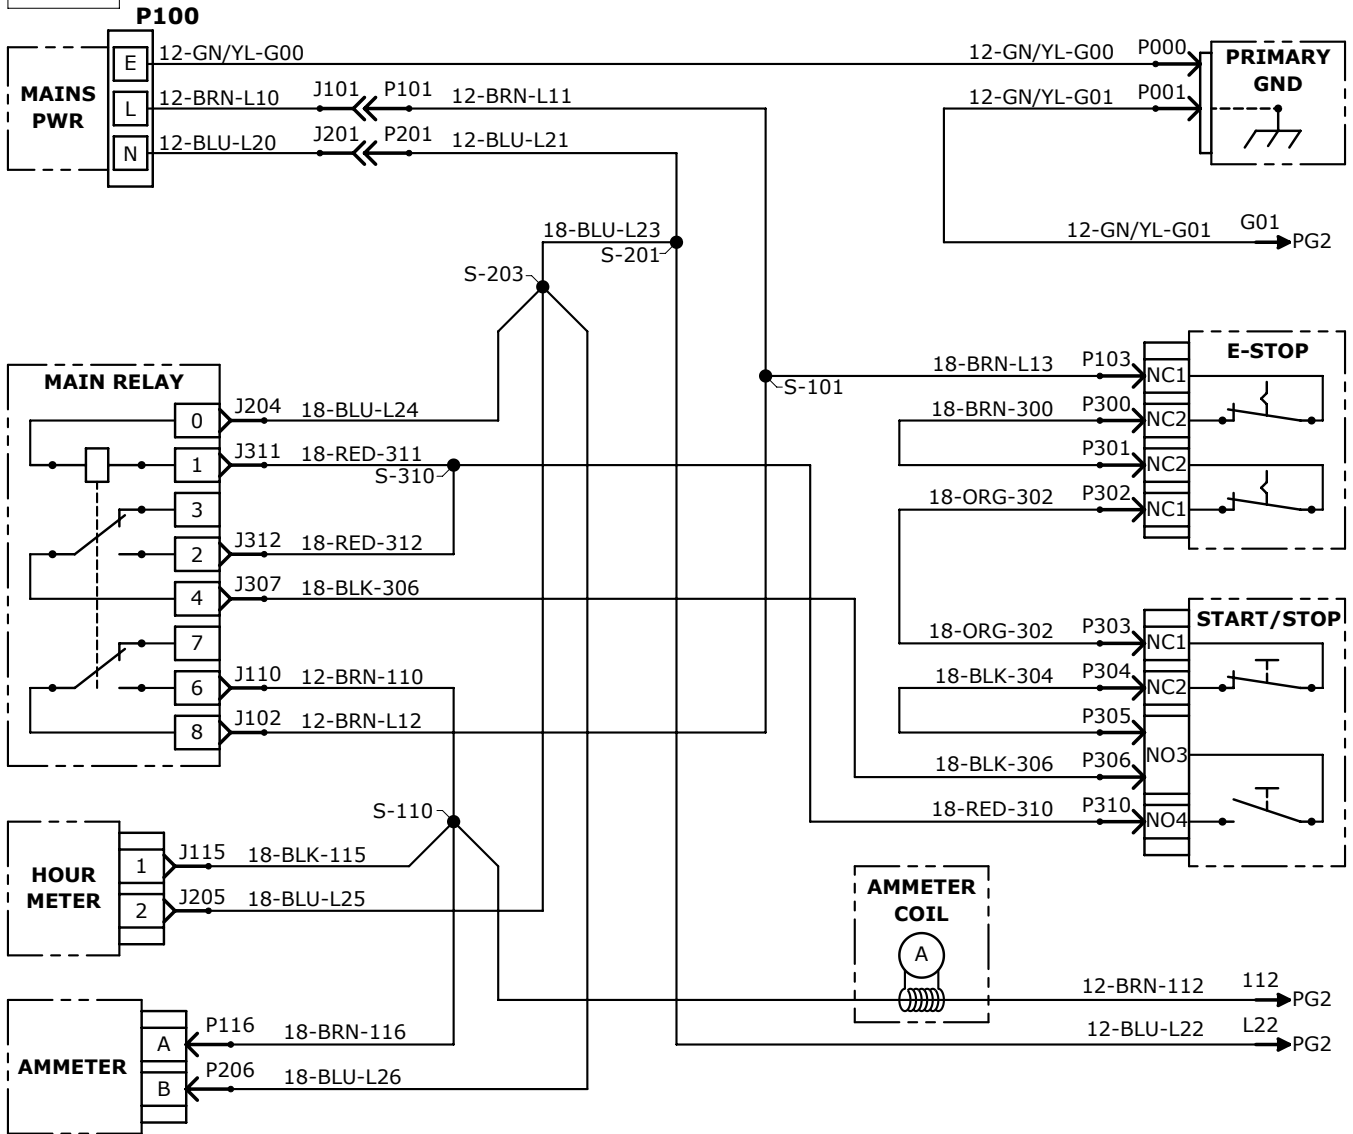 P100
E 12-GN/YL-G00 12-GN/YL-G00 P000 PRIMARY
GND
MAINS
PWR
L 12-BRN-L10 J101 P101 12-BRN-L11 12-GN/YL-G01 P001
N 12-BLU-L20 J201 P201 12-BLU-L21
18-BLU-L23 12-GN/YL-G01 G01 PG2
S-201
S-203
MAIN RELAY
E-STOP
S-101 18-BRN-L13 P103 NC1
0 J204 18-BLU-L24 18-BRN-300 P300 NC2
1 J311 18-RED-311 P301 NC2
S-310
3 18-ORG-302 P302 NC1
2 J312 18-RED-312
4 J307 18-BLK-306
START/STOP
7 18-ORG-302 P303 NC1
6 J110 12-BRN-110 18-BLK-304 P304 NC2
8 J102 12-BRN-L12 P305
NO3
18-BLK-306 P306
S-110 18-RED-310 P310 NO4
HOUR
METER
1 J115 18-BLK-115
2 J205 18-BLU-L25
AMMETER
COIL
A
12-BRN-112 112 PG2
AMMETER
A P116 18-BRN-116 12-BLU-L22 L22 PG2
B P206 18-BLU-L26